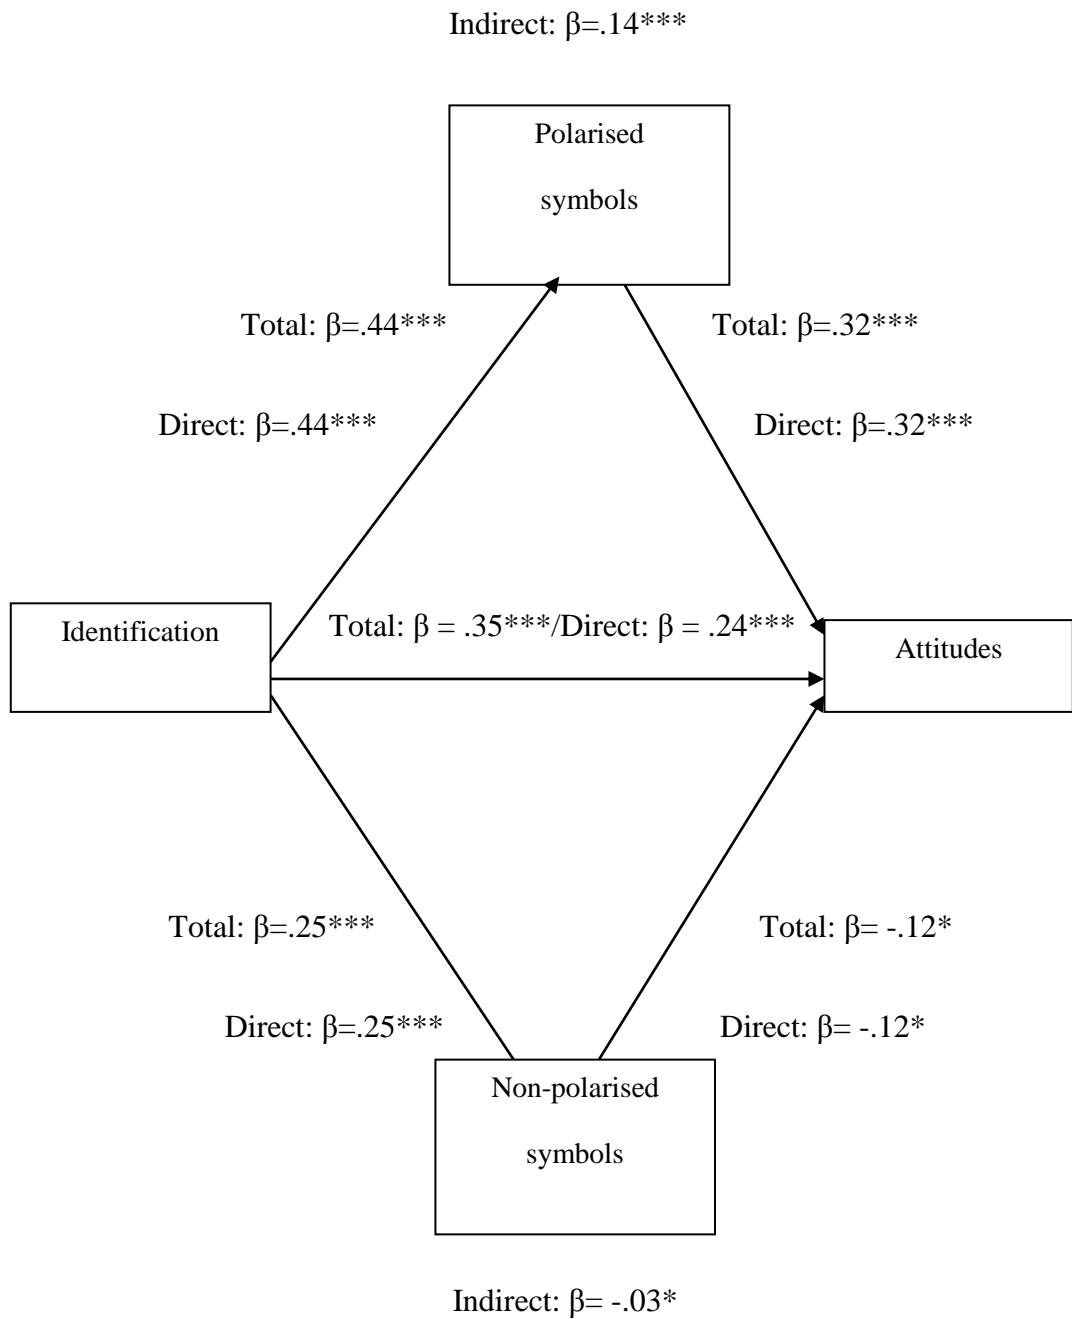 Indirect: β=.14***
Polarised
symbols
Total: β=.44***
Total: β=.32***
Direct: β=.44***
Direct: β=.32***
Identification
Total: β = .35***/Direct: β = .24***
Attitudes
Total: β=.25***
Total: β= -.12*
Direct: β=.25***
Direct: β= -.12*
Non-polarised
symbols
Indirect: β= -.03*